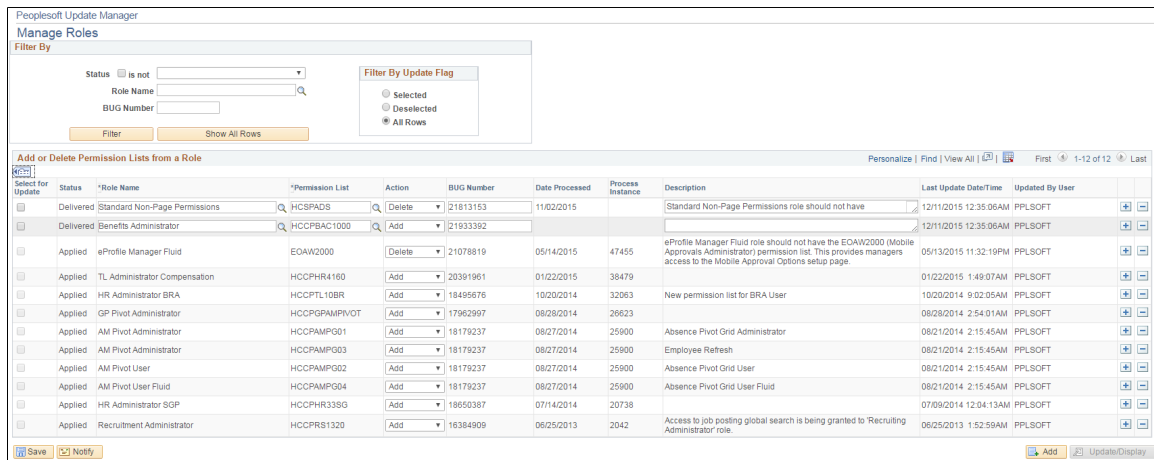 Peoplesoft Update Manager
Manage Roles
Filter By
Status is not
Role Name
BUG Number
Filter Show All Rows
Filter By Update Flag
Selected
Deselected
All Rows
Add or Delete Permission Lists from a Role Personalize | Find | View All | First 1-12 of 12 Last
Select for Update Status *Role Name *Permission List Action BUG Number Date Processed Process Instance Description Last Update Date/Time Updated By User
Delivered Standard Non-Page Permissions HCSPADS Delete 21813153 11/02/2015 Standard Non-Page Permissions role should not have 12/11/2015 12:35:06AM PPLSOFT
Delivered Benefits Administrator HCCPBAC1000 Add 21933392 12/11/2015 12:35:06AM PPLSOFT
Applied eProfile Manager Fluid EOAW2000 Delete 21078819 05/14/2015 47455 eProfile Manager Fluid role should not have the EOAW2000 (Mobile Approvals Administrator) permission list. This provides managers access to the Mobile Approval Options setup page. 05/13/2015 11:32:19PM PPLSOFT
Applied TL Administrator Compensation HCCPHR4160 Add 20391961 01/22/2015 38479 01/22/2015 1:49:07AM PPLSOFT
Applied HR Administrator BRA HCCPTL10BR Add 18495676 10/20/2014 32063 New permission list for BRA User 10/20/2014 9:02:05AM PPLSOFT
Applied GP Pivot Administrator HCCPGPAMPIVOT Add 17962997 08/28/2014 26623 08/28/2014 2:54:01AM PPLSOFT
Applied AM Pivot Administrator HCCPAMPG01 Add 18179237 08/27/2014 25900 Absence Pivot Grid Administrator 08/21/2014 2:15:45AM PPLSOFT
Applied AM Pivot Administrator HCCPAMPG03 Add 18179237 08/27/2014 25900 Employee Refresh 08/21/2014 2:15:45AM PPLSOFT
Applied AM Pivot User HCCPAMPG02 Add 18179237 08/27/2014 25900 Absence Pivot Grid User 08/21/2014 2:15:45AM PPLSOFT
Applied AM Pivot User Fluid HCCPAMPG04 Add 18179237 08/27/2014 25900 Absence Pivot Grid User Fluid 08/21/2014 2:15:45AM PPLSOFT
Applied HR Administrator SGP HCCPHR33SG Add 18650387 07/14/2014 20738 07/09/2014 12:04:13AM PPLSOFT
Applied Recruitment Administrator HCCPRS1320 Add 16384909 06/25/2013 2042 Access to job posting global search is being granted to 'Recruiting Administrator' role. 06/25/2013 1:52:59AM PPLSOFT
Save Notify Add Update/Display